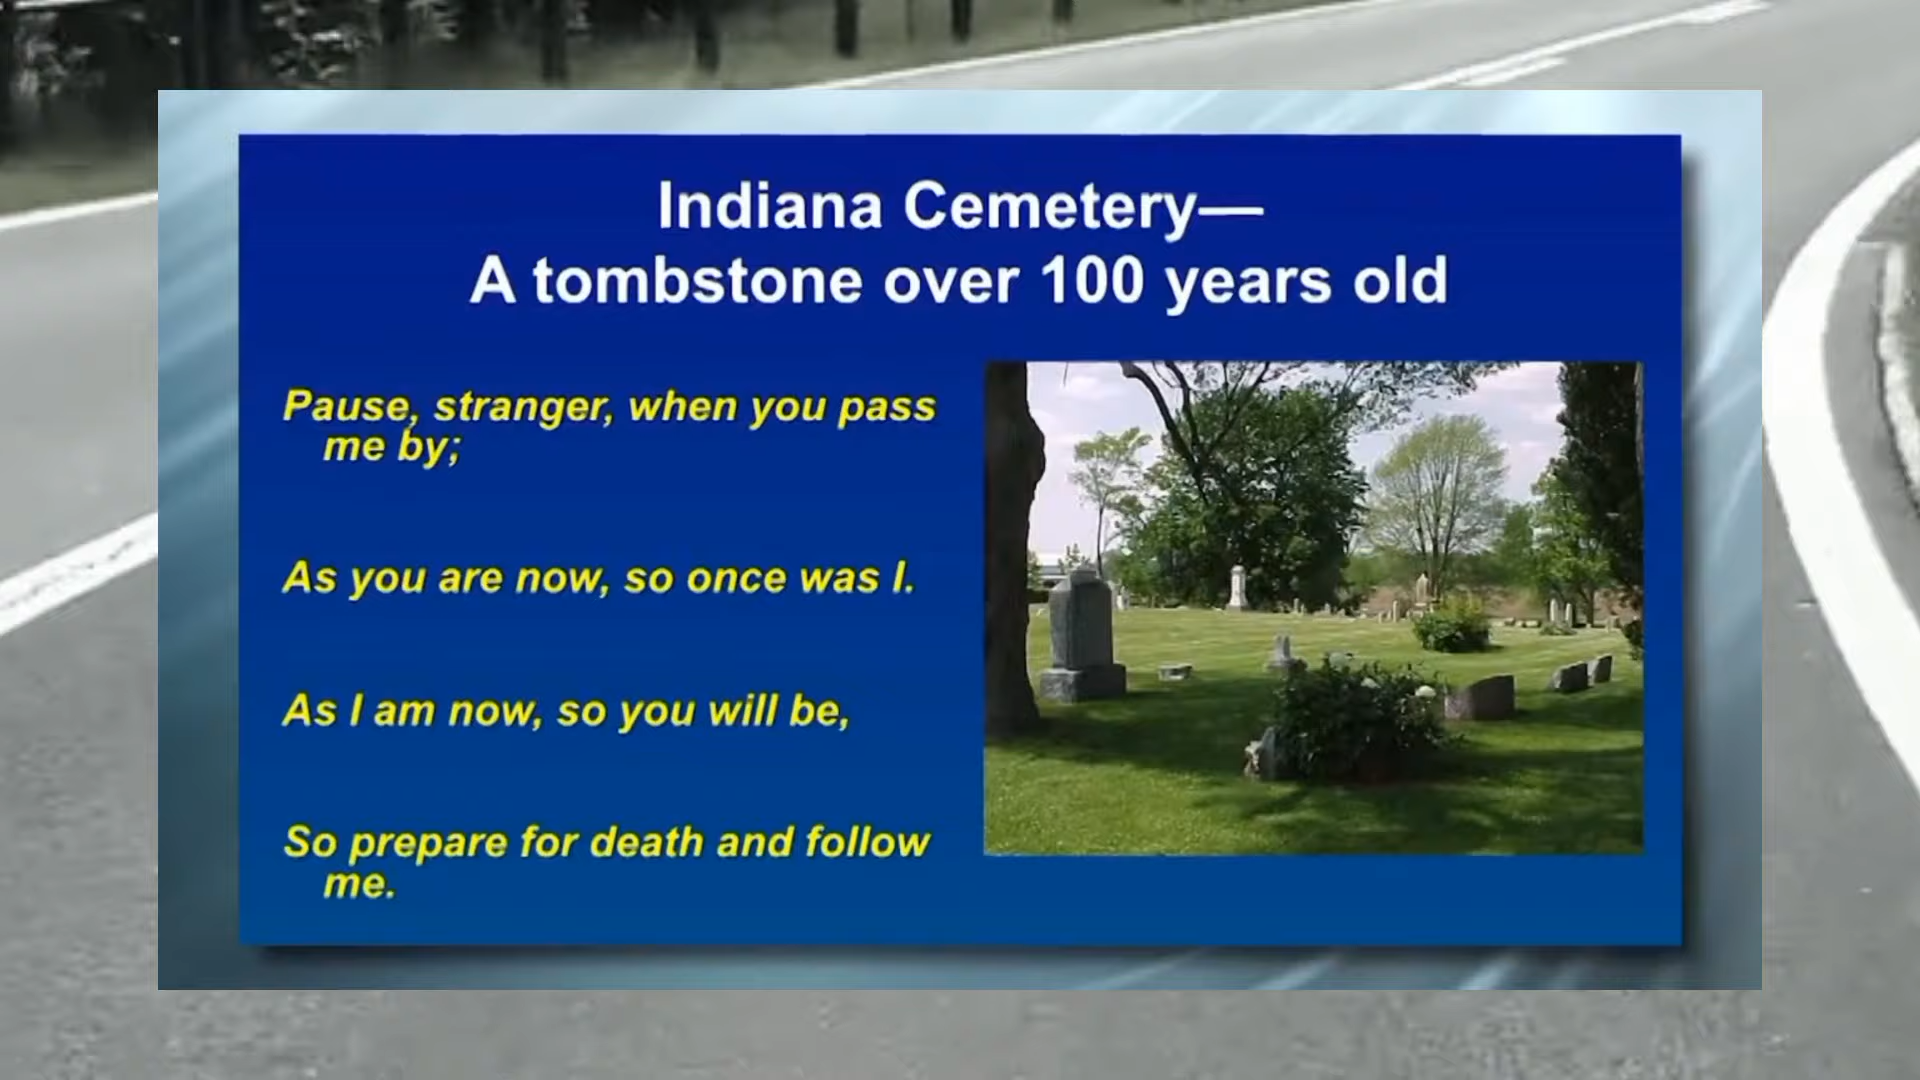 Indiana Cemetery—
A tombstone over 100 years old
Pause, stranger, when you pass
me by;
As you are now, so once was I.
As I am now, so you will be,
So prepare for death and follow
me.